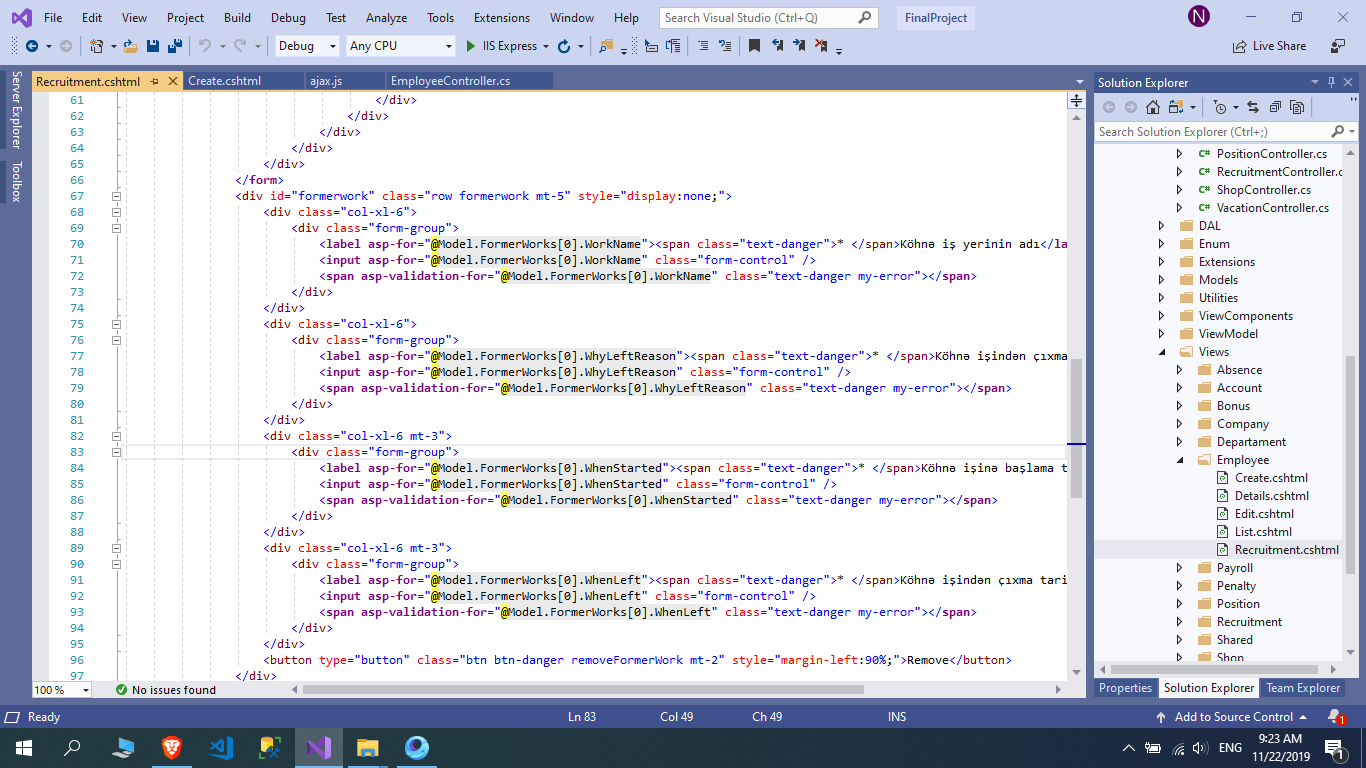 File Edit View Project Build Debug Test Analyze Tools Extensions Window Help Search Visual Studio (Ctrl+Q) FinalProject N
Debug Any CPU IIS Express Live Share
Server Explorer
Toolbox
Recruitment.cshtml Create.cshtml ajax.js EmployeeController.cs
61 </div>
62 </div>
63 </div>
64 </div>
65 </div>
66 </form>
67 <div id="formerwork" class="row formerwork mt-5" style="display:none;">
68 <div class="col-xl-6">
69 <div class="form-group">
70 <label asp-for="@Model.FormerWorks[0].WorkName"><span class="text-danger">* </span>Köhnə iş yerinin adı</la
71 <input asp-for="@Model.FormerWorks[0].WorkName" class="form-control" />
72 <span asp-validation-for="@Model.FormerWorks[0].WorkName" class="text-danger my-error"></span>
73 </div>
74 </div>
75 <div class="col-xl-6">
76 <div class="form-group">
77 <label asp-for="@Model.FormerWorks[0].WhyLeftReason"><span class="text-danger">* </span>Köhnə işindən çıxma
78 <input asp-for="@Model.FormerWorks[0].WhyLeftReason" class="form-control" />
79 <span asp-validation-for="@Model.FormerWorks[0].WhyLeftReason" class="text-danger my-error"></span>
80 </div>
81 </div>
82 <div class="col-xl-6 mt-3">
83 <div class="form-group">
84 <label asp-for="@Model.FormerWorks[0].WhenStarted"><span class="text-danger">* </span>Köhnə işinə başlama t
85 <input asp-for="@Model.FormerWorks[0].WhenStarted" class="form-control" />
86 <span asp-validation-for="@Model.FormerWorks[0].WhenStarted" class="text-danger my-error"></span>
87 </div>
88 </div>
89 <div class="col-xl-6 mt-3">
90 <div class="form-group">
91 <label asp-for="@Model.FormerWorks[0].WhenLeft"><span class="text-danger">* </span>Köhnə işindən çıxma tari
92 <input asp-for="@Model.FormerWorks[0].WhenLeft" class="form-control" />
93 <span asp-validation-for="@Model.FormerWorks[0].WhenLeft" class="text-danger my-error"></span>
94 </div>
95 </div>
96 <button type="button" class="btn btn-danger removeFormerWork mt-2" style="margin-left:90%;">Remove</button>
97 </div>
100 % No issues found
Solution Explorer
Search Solution Explorer (Ctrl+;)
C# PositionController.cs
C# RecruitmentController.c
C# ShopController.cs
C# VacationController.cs
DAL
Enum
Extensions
Models
Utilities
ViewComponents
ViewModel
Views
Absence
Account
Bonus
Company
Departament
Employee
Create.cshtml
Details.cshtml
Edit.cshtml
List.cshtml
Recruitment.cshtml
Payroll
Penalty
Position
Recruitment
Shared
Shop
Properties Solution Explorer Team Explorer
Ready Ln 83 Col 49 Ch 49 INS Add to Source Control 1
ENG 9:23 AM
11/22/2019 1